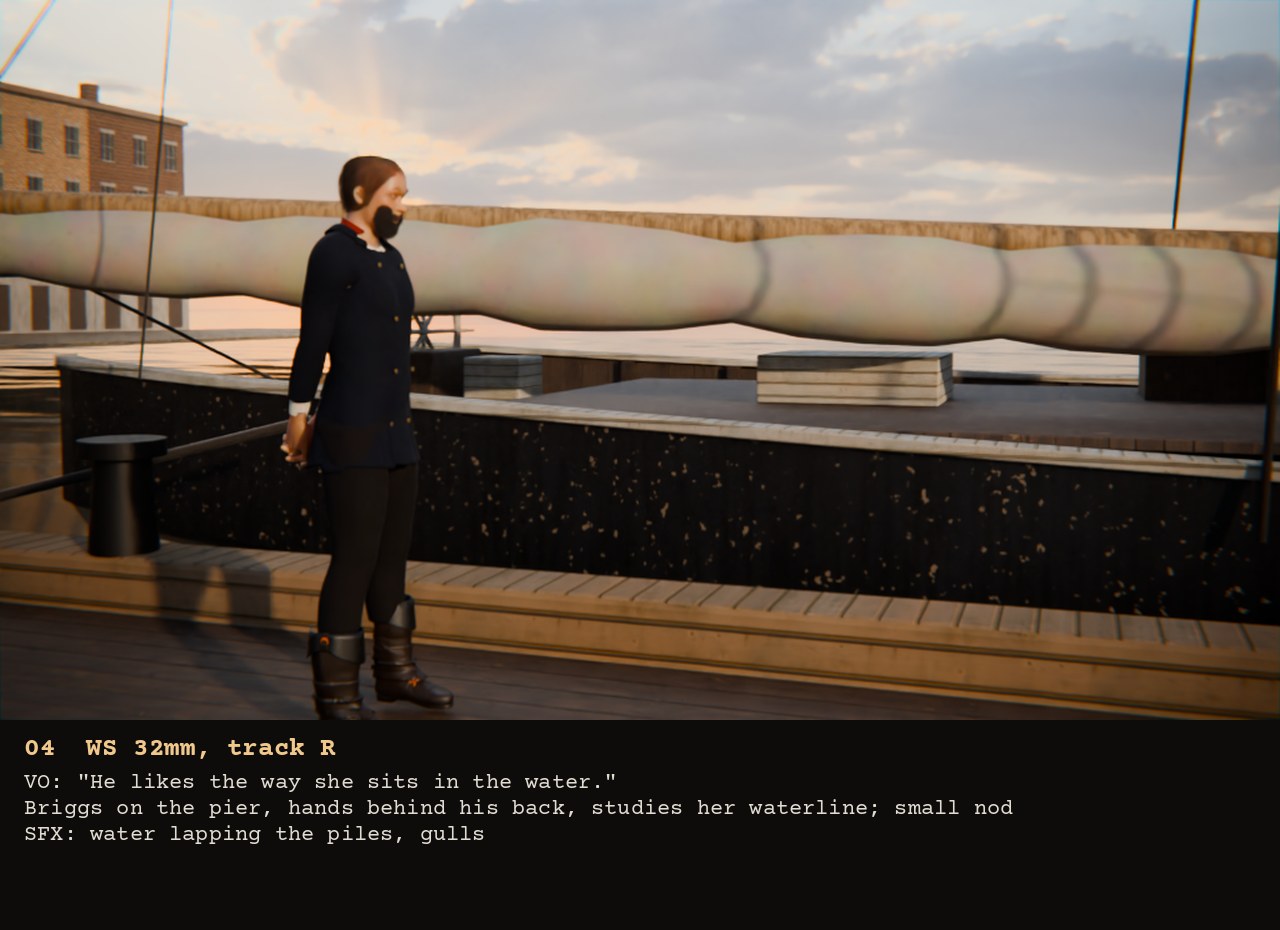 04  WS 32mm, track R
VO: "He likes the way she sits in the water."
Briggs on the pier, hands behind his back, studies her waterline; small nod
SFX: water lapping the piles, gulls